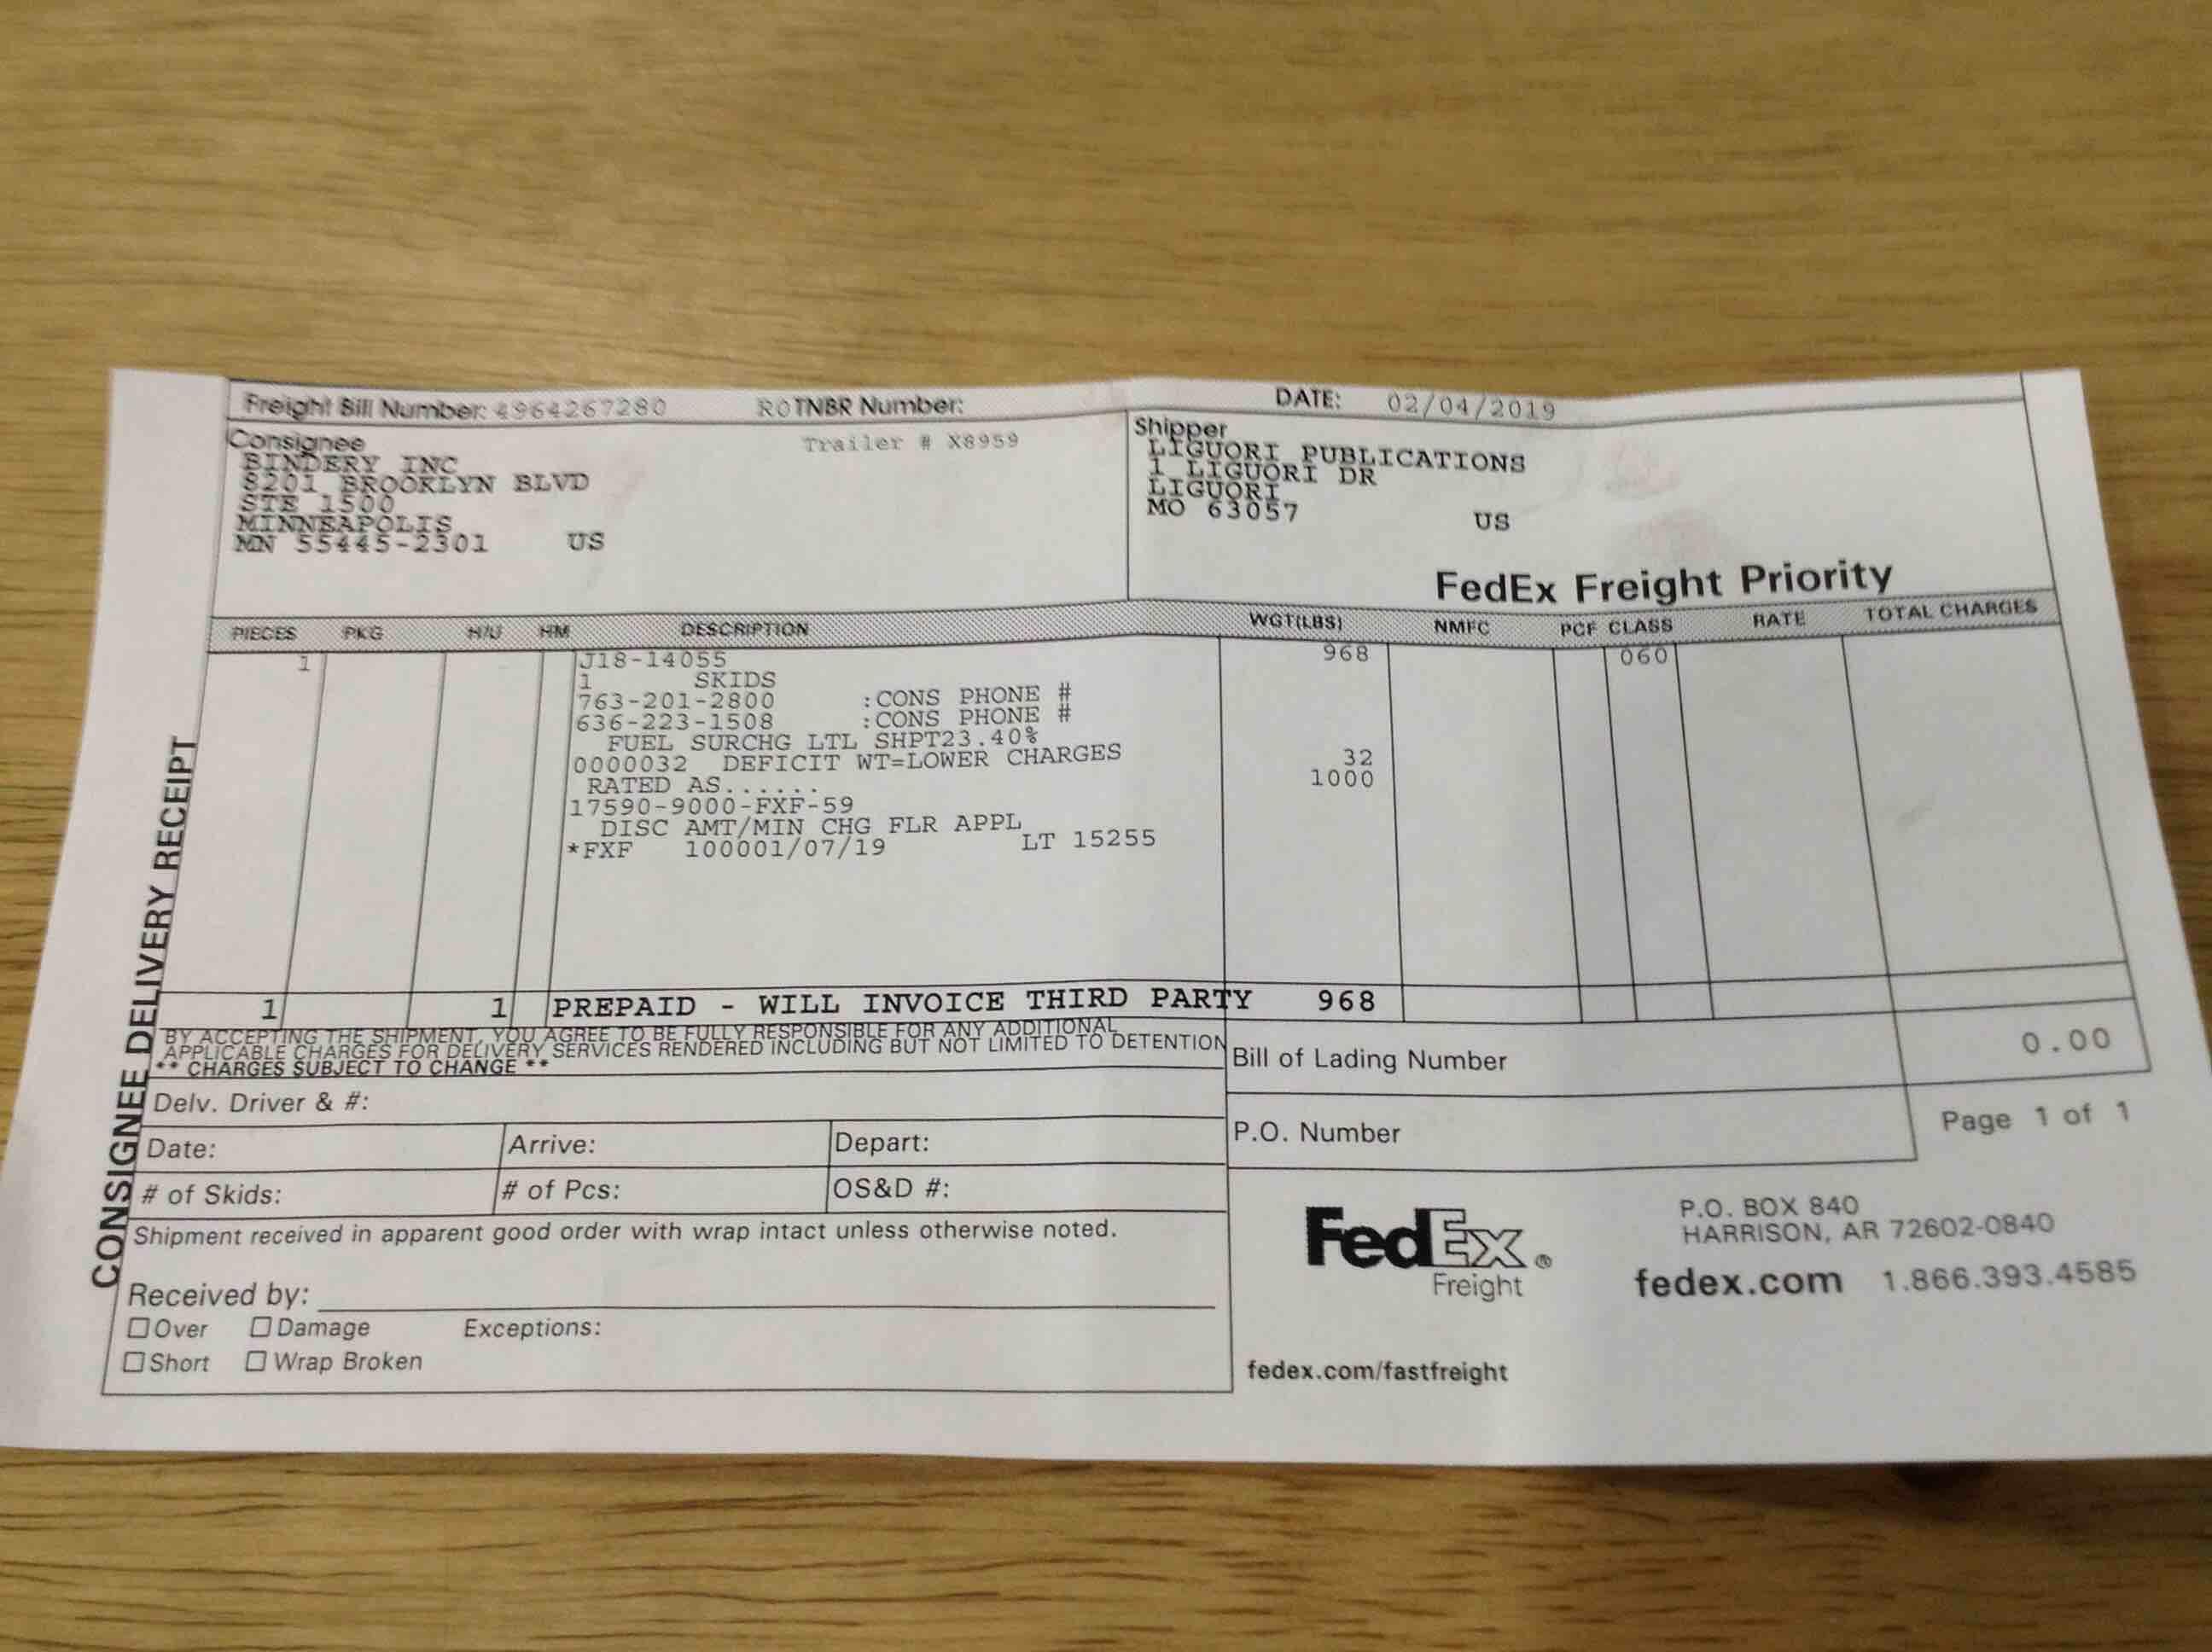 Freight Bill Number: 4964267280 ROTNBR Number: DATE: 02/04/2019
Consignee
Trailer # X8959
BINDERY INC
8201 BROOKLYN BLVD
STE 1500
MINNEAPOLIS
MN 55445-2301 US
Shipper
LIGUORI PUBLICATIONS
1 LIGUORI DR
LIGUORI
MO 63057 US
FedEx Freight Priority
PIECES PKG H/U HM DESCRIPTION WGT(LBS) NMFC PCF CLASS RATE TOTAL CHARGES
1 J18-14055 968 060
1 SKIDS
763-201-2800 :CONS PHONE #
636-223-1508 :CONS PHONE #
FUEL SURCHG LTL SHPT23.40%
0000032 DEFICIT WT=LOWER CHARGES 32
RATED AS...... 1000
17590-9000-FXF-59
DISC AMT/MIN CHG FLR APPL
*FXF 100001/07/19 LT 15255
1 1 PREPAID - WILL INVOICE THIRD PARTY 968
BY ACCEPTING THE SHIPMENT, YOU AGREE TO BE FULLY RESPONSIBLE FOR ANY ADDITIONAL
APPLICABLE CHARGES FOR DELIVERY SERVICES RENDERED INCLUDING BUT NOT LIMITED TO DETENTION
** CHARGES SUBJECT TO CHANGE **
Bill of Lading Number 0.00
Delv. Driver & #:
P.O. Number Page 1 of 1
Date: Arrive: Depart:
# of Skids: # of Pcs: OS&D #:
Shipment received in apparent good order with wrap intact unless otherwise noted.
Received by:
Over Damage Exceptions:
Short Wrap Broken
FedEx®
Freight
P.O. BOX 840
HARRISON, AR 72602-0840
fedex.com 1.866.393.4585
fedex.com/fastfreight
CONSIGNEE DELIVERY RECEIPT